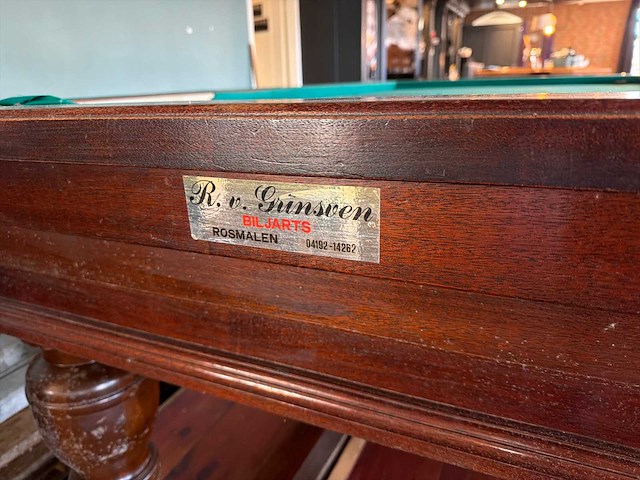 R. v. Grinsven
BILJARTS
ROSMALEN 04192-14262